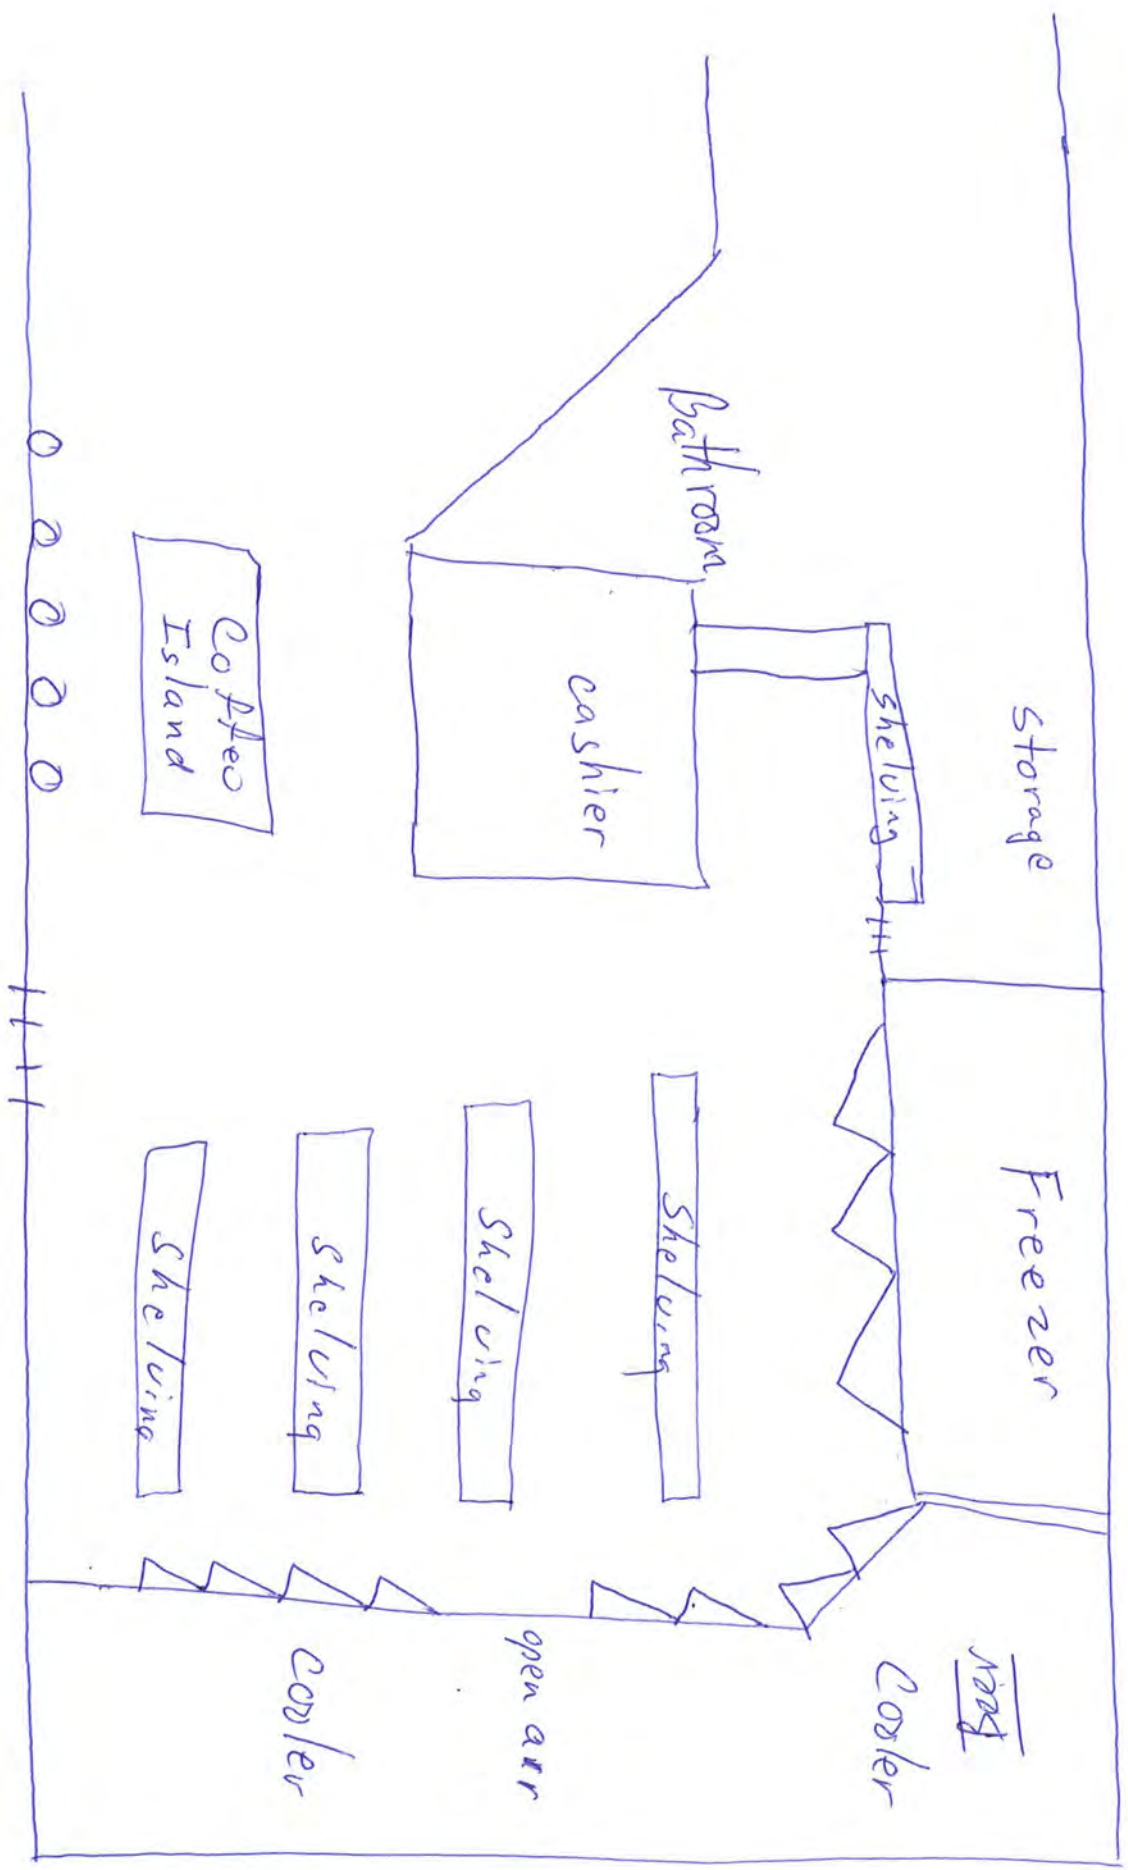 Storage
Freezer
Cooler
Shelving
Bathroom
Cashier
Shelving
Shelving
open air
Coffee
Island
Shelving
Shelving
Cooler